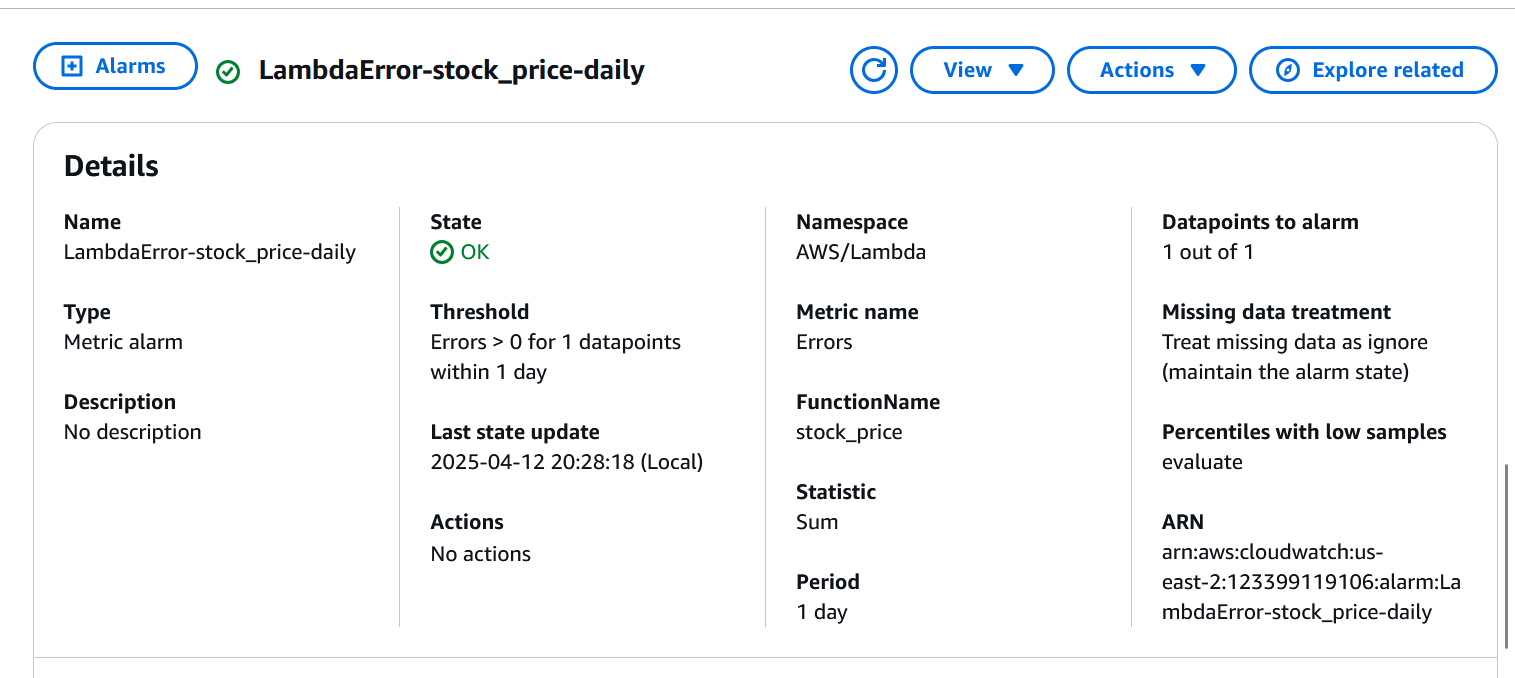 Alarms
LambdaError-stock_price-daily
View
Actions
Explore related
Details
Name
LambdaError-stock_price-daily
Type
Metric alarm
Description
No description
State
OK
Threshold
Errors > 0 for 1 datapoints
within 1 day
Last state update
2025-04-12 20:28:18 (Local)
Actions
No actions
Namespace
AWS/Lambda
Metric name
Errors
FunctionName
stock_price
Statistic
Sum
Period
1 day
Datapoints to alarm
1 out of 1
Missing data treatment
Treat missing data as ignore
(maintain the alarm state)
Percentiles with low samples
evaluate
ARN
arn:aws:cloudwatch:us-
east-2:123399119106:alarm:La
mbdaError-stock_price-daily